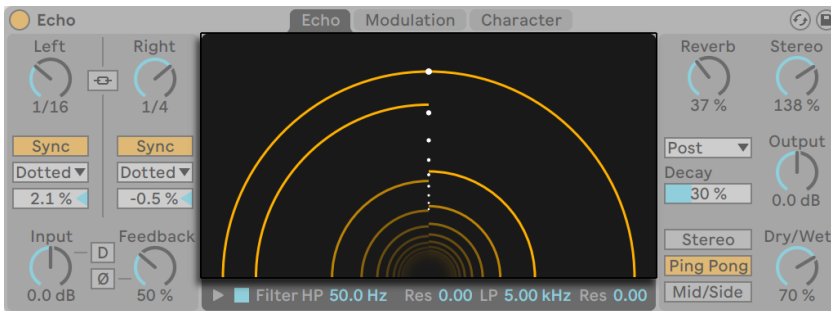 Echo
Echo Modulation Character
Left Right
1/16 1/4
Sync Sync
Dotted Dotted
2.1 % -0.5 %
Input D Feedback
Ø
0.0 dB 50 %
Filter HP 50.0 Hz Res 0.00 LP 5.00 kHz Res 0.00
Reverb Stereo
37 % 138 %
Post Output
Decay
30 % 0.0 dB
Stereo Dry/Wet
Ping Pong
Mid/Side 70 %